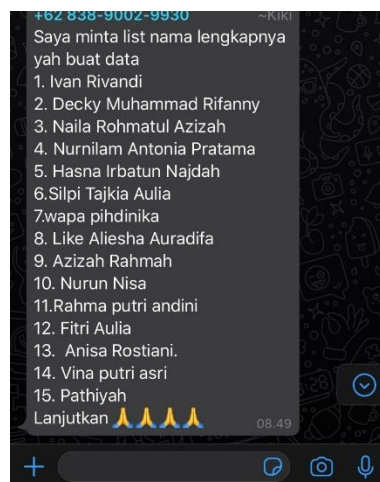 +62 838-9002-9930 ~Kiki
Saya minta list nama lengkapnya
yah buat data
1. Ivan Rivandi
2. Decky Muhammad Rifanny
3. Naila Rohmatul Azizah
4. Nurnilam Antonia Pratama
5. Hasna Irbatun Najdah
6.Silpi Tajkia Aulia
7.wapa pihdinika
8. Like Aliesha Auradifa
9. Azizah Rahmah
10. Nurun Nisa
11.Rahma putri andini
12. Fitri Aulia
13.  Anisa Rostiani.
14. Vina putri asri
15. Pathiyah
Lanjutkan 🙏🙏🙏🙏 08.49